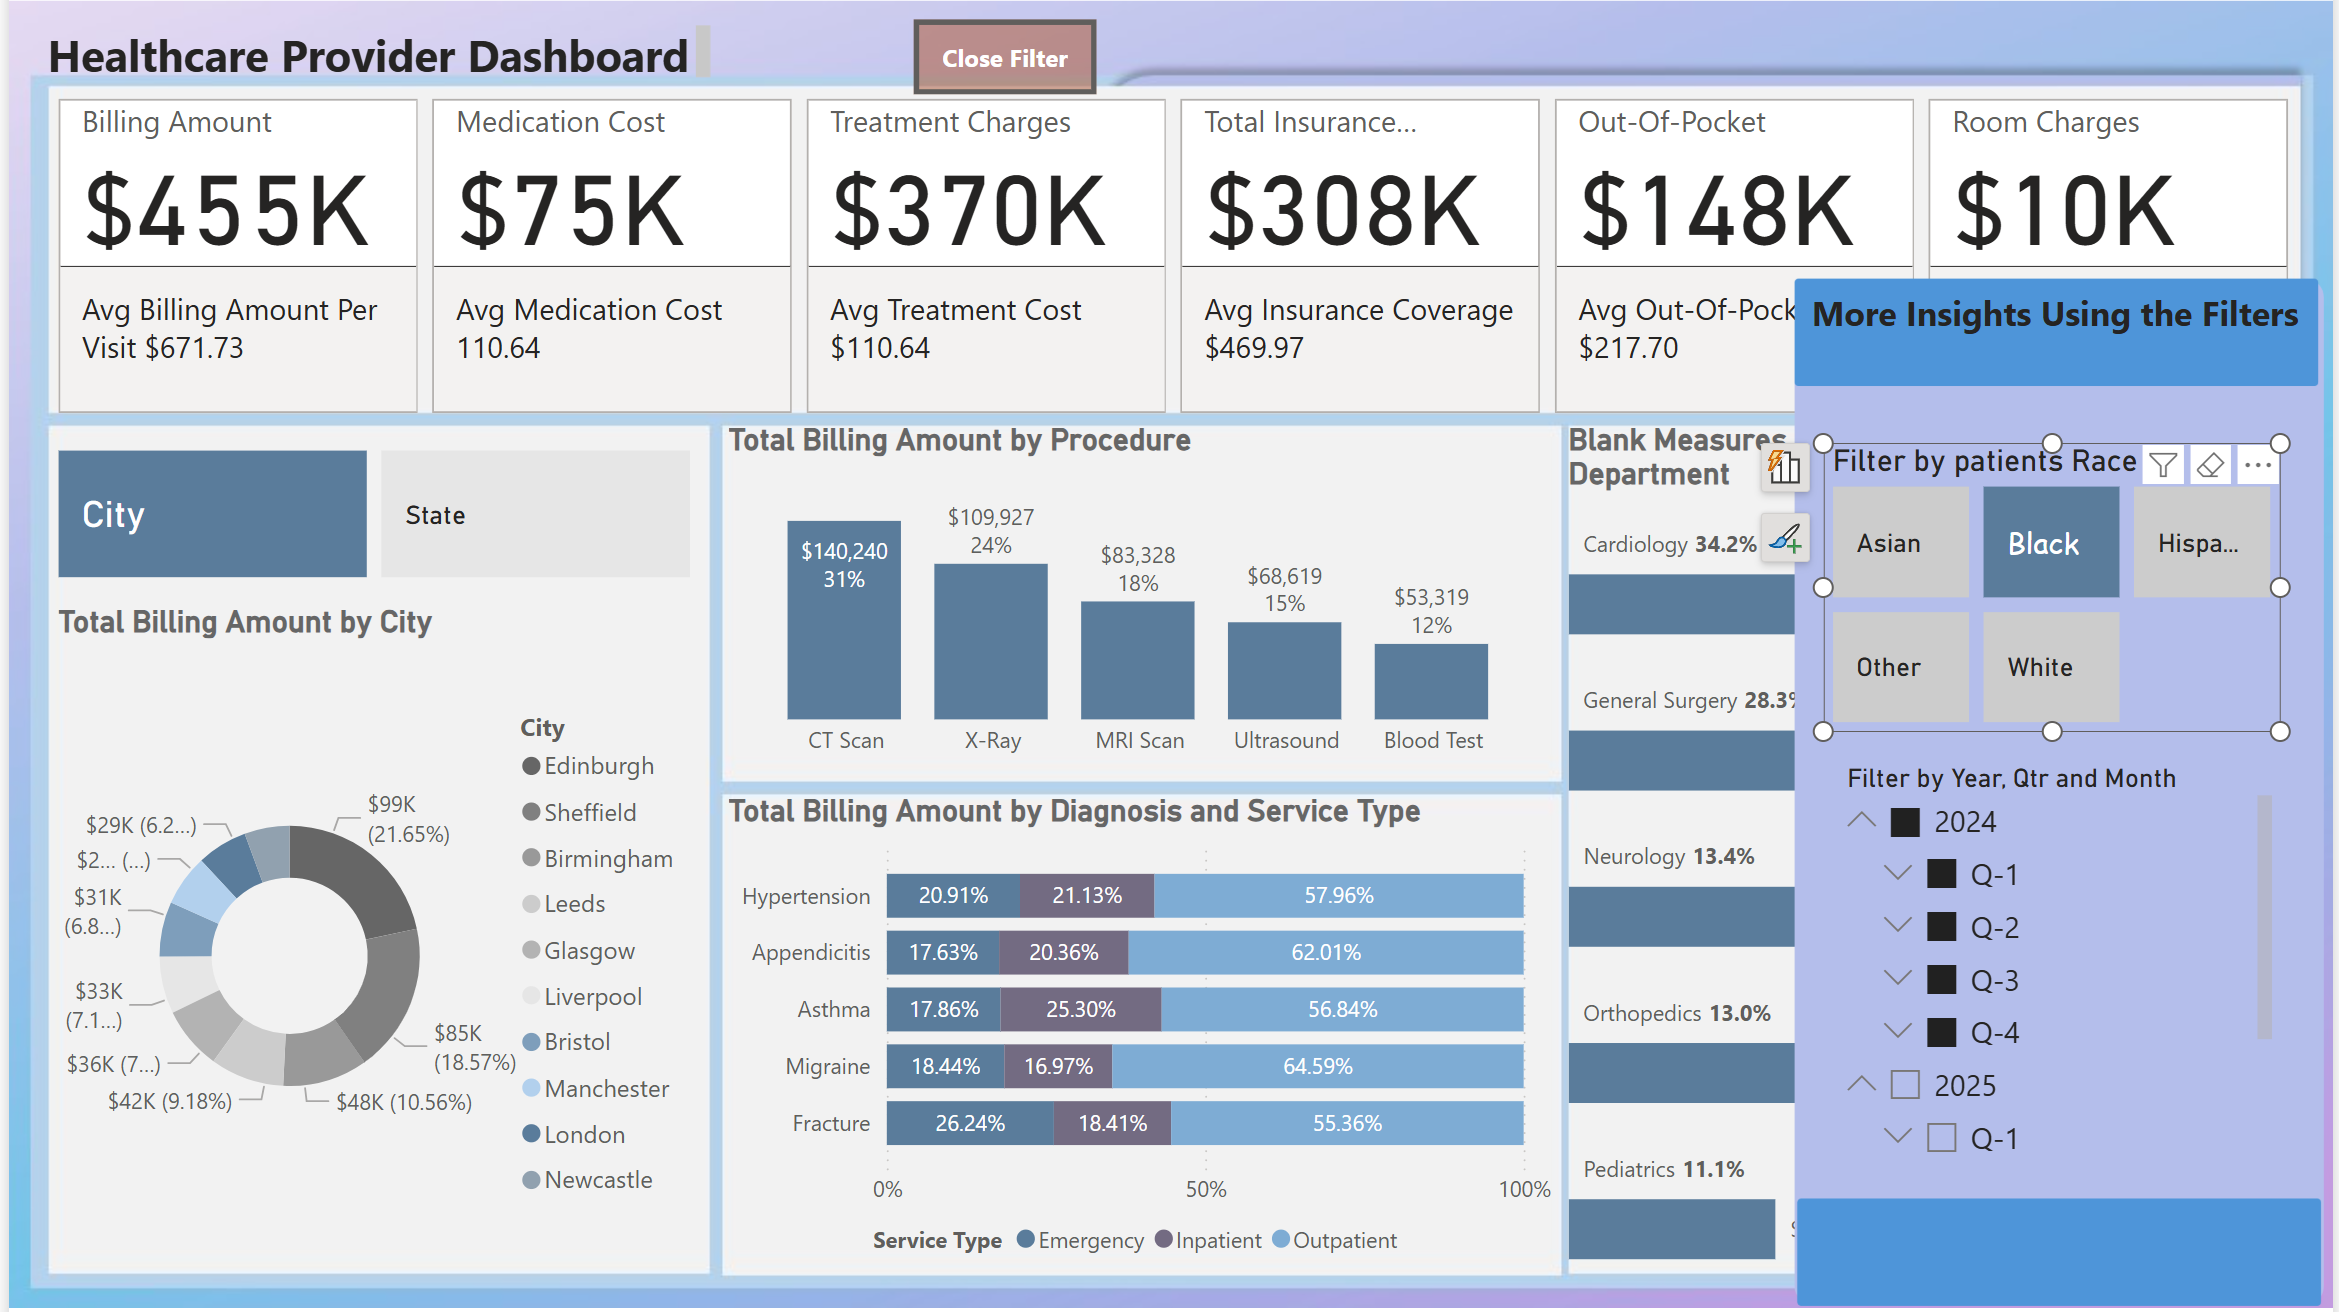 Healthcare Provider Dashboard
Close Filter
Billing Amount
$455K
Avg Billing Amount Per
Visit $671.73
Medication Cost
$75K
Avg Medication Cost
110.64
Treatment Charges
$370K
Avg Treatment Cost
$110.64
Total Insurance...
$308K
Avg Insurance Coverage
$469.97
Out-Of-Pocket
$148K
Avg Out-Of-Pock
$217.70
Room Charges
$10K
City
State
Total Billing Amount by City
$99K
(21.65%)
$85K
(18.57%)
$48K (10.56%)
$42K (9.18%)
$36K (7...)
$33K
(7.1...)
$31K
(6.8...)
$2... (...)
$29K (6.2...)
City
Edinburgh
Sheffield
Birmingham
Leeds
Glasgow
Liverpool
Bristol
Manchester
London
Newcastle
Total Billing Amount by Procedure
$140,240
31%
$109,927
24%
$83,328
18%
$68,619
15%
$53,319
12%
CT Scan
X-Ray
MRI Scan
Ultrasound
Blood Test
Total Billing Amount by Diagnosis and Service Type
Hypertension 20.91% 21.13% 57.96%
Appendicitis 17.63% 20.36% 62.01%
Asthma 17.86% 25.30% 56.84%
Migraine 18.44% 16.97% 64.59%
Fracture 26.24% 18.41% 55.36%
0% 50% 100%
Service Type Emergency Inpatient Outpatient
Blank Measures
Department
Cardiology 34.2%
General Surgery 28.3%
Neurology 13.4%
Orthopedics 13.0%
Pediatrics 11.1%
More Insights Using the Filters
Filter by patients Race
Asian
Black
Hispa...
Other
White
Filter by Year, Qtr and Month
2024
Q-1
Q-2
Q-3
Q-4
2025
Q-1